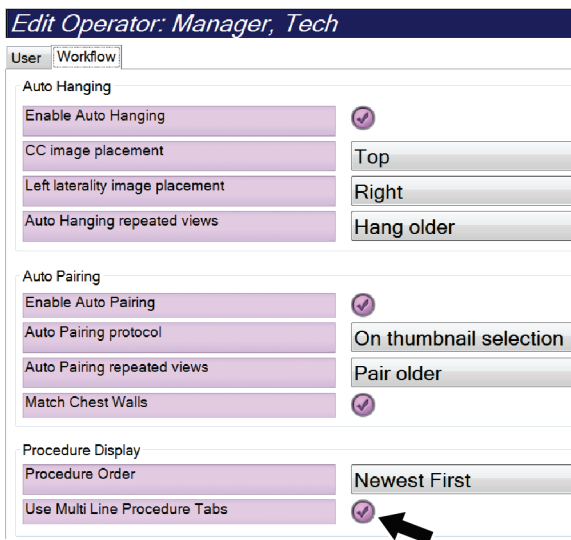 Edit Operator: Manager, Tech
User Workflow
Auto Hanging
Enable Auto Hanging
CC image placement Top
Left laterality image placement Right
Auto Hanging repeated views Hang older
Auto Pairing
Enable Auto Pairing
Auto Pairing protocol On thumbnail selection
Auto Pairing repeated views Pair older
Match Chest Walls
Procedure Display
Procedure Order Newest First
Use Multi Line Procedure Tabs